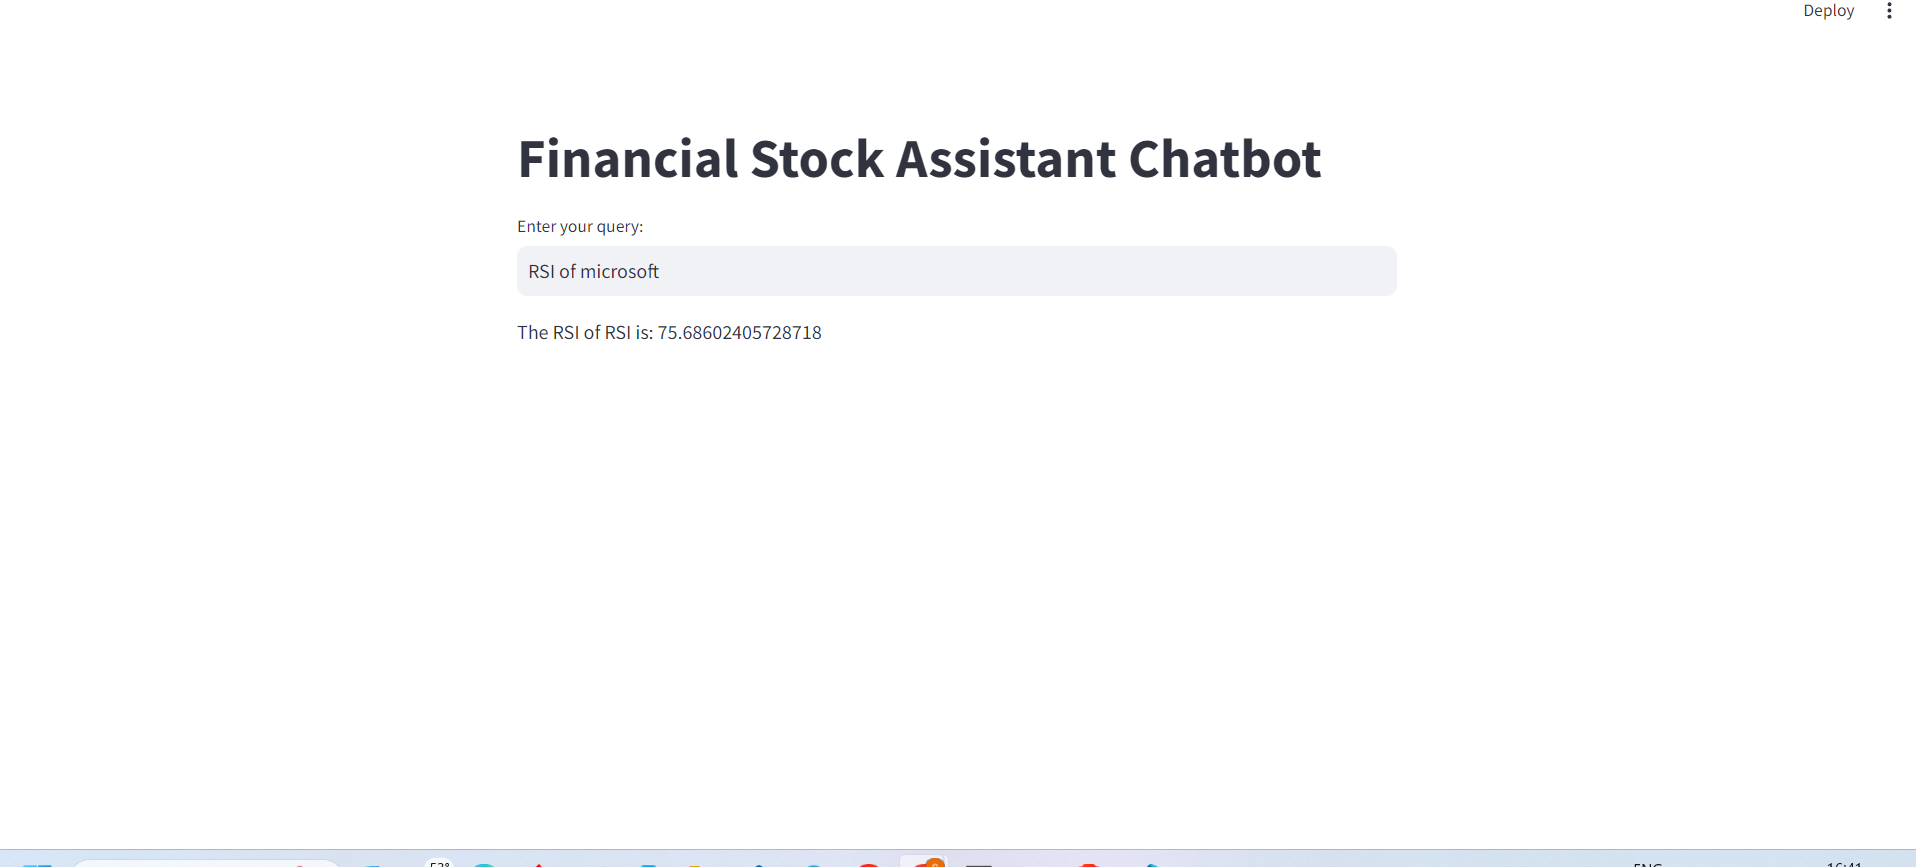 Deploy
Financial Stock Assistant Chatbot
Enter your query:
RSI of microsoft
The RSI of RSI is: 75.68602405728718